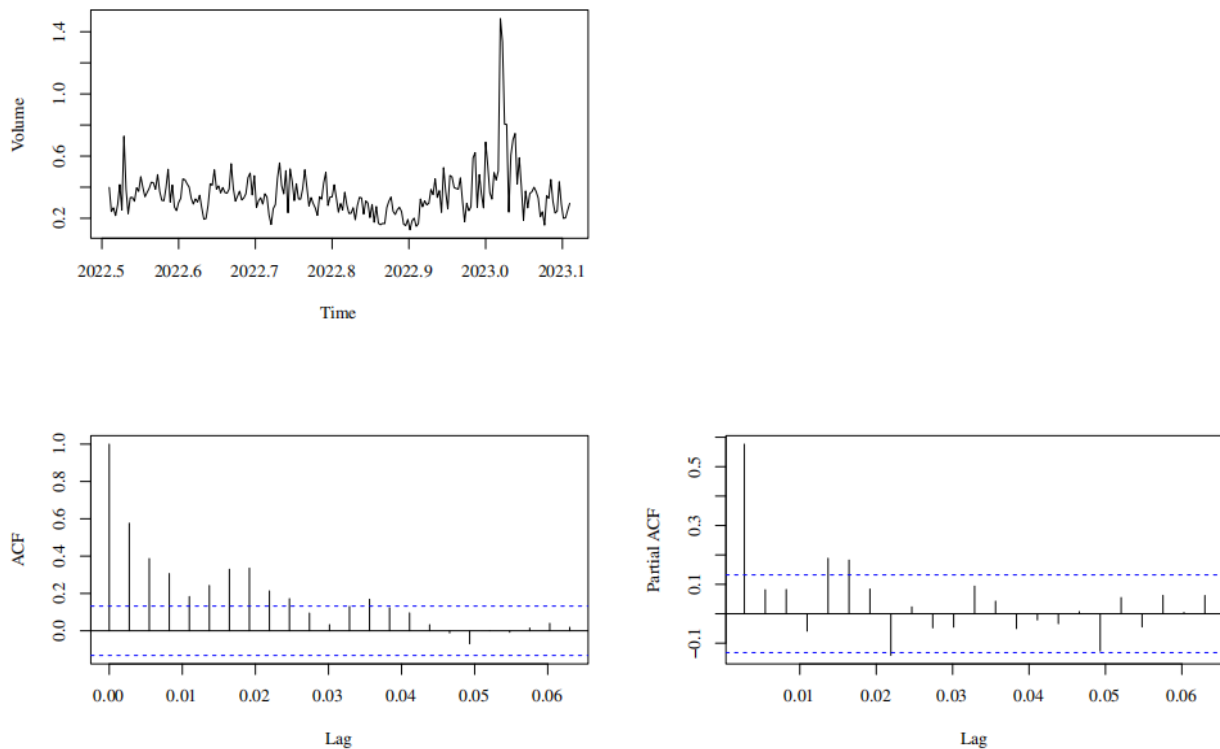 Volume
0.2 0.6 1.0 1.4
2022.5 2022.6 2022.7 2022.8 2022.9 2023.0 2023.1
Time
ACF
0.0 0.2 0.4 0.6 0.8 1.0
0.00 0.01 0.02 0.03 0.04 0.05 0.06
Lag
Partial ACF
−0.1 0.1 0.3 0.5
0.01 0.02 0.03 0.04 0.05 0.06
Lag